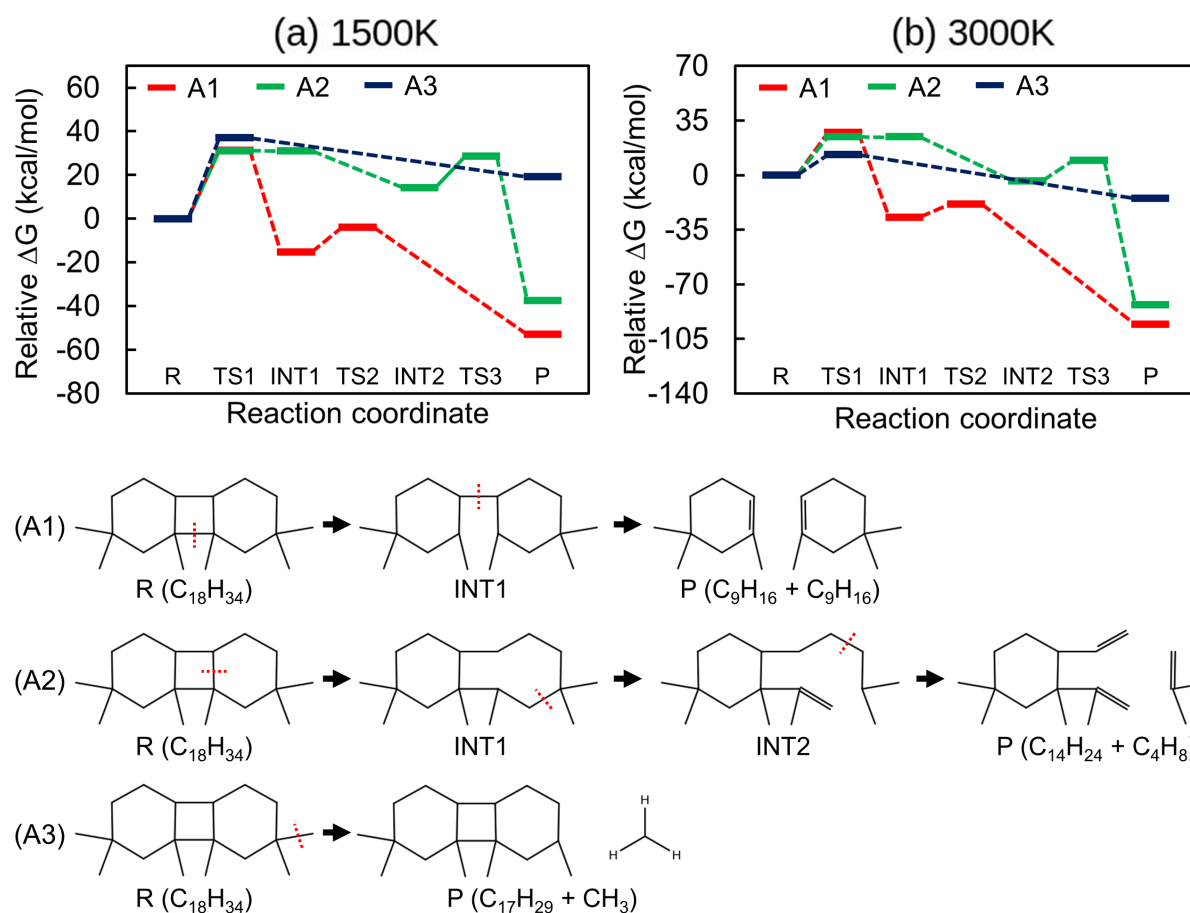 (a) 1500K
(b) 3000K
Relative ΔG (kcal/mol)
60
40
20
0
-20
-40
-60
-80
A1 A2 A3
R TS1 INT1 TS2 INT2 TS3 P
Reaction coordinate
Relative ΔG (kcal/mol)
70
35
0
-35
-70
-105
-140
A1 A2 A3
R TS1 INT1 TS2 INT2 TS3 P
Reaction coordinate
(A1)
R (C₁₈H₃₄) INT1 P (C₉H₁₆ + C₉H₁₆)
(A2)
R (C₁₈H₃₄) INT1 INT2 P (C₁₄H₂₄ + C₄H₈)
(A3)
H
H H
R (C₁₈H₃₄) P (C₁₇H₂₉ + CH₃)